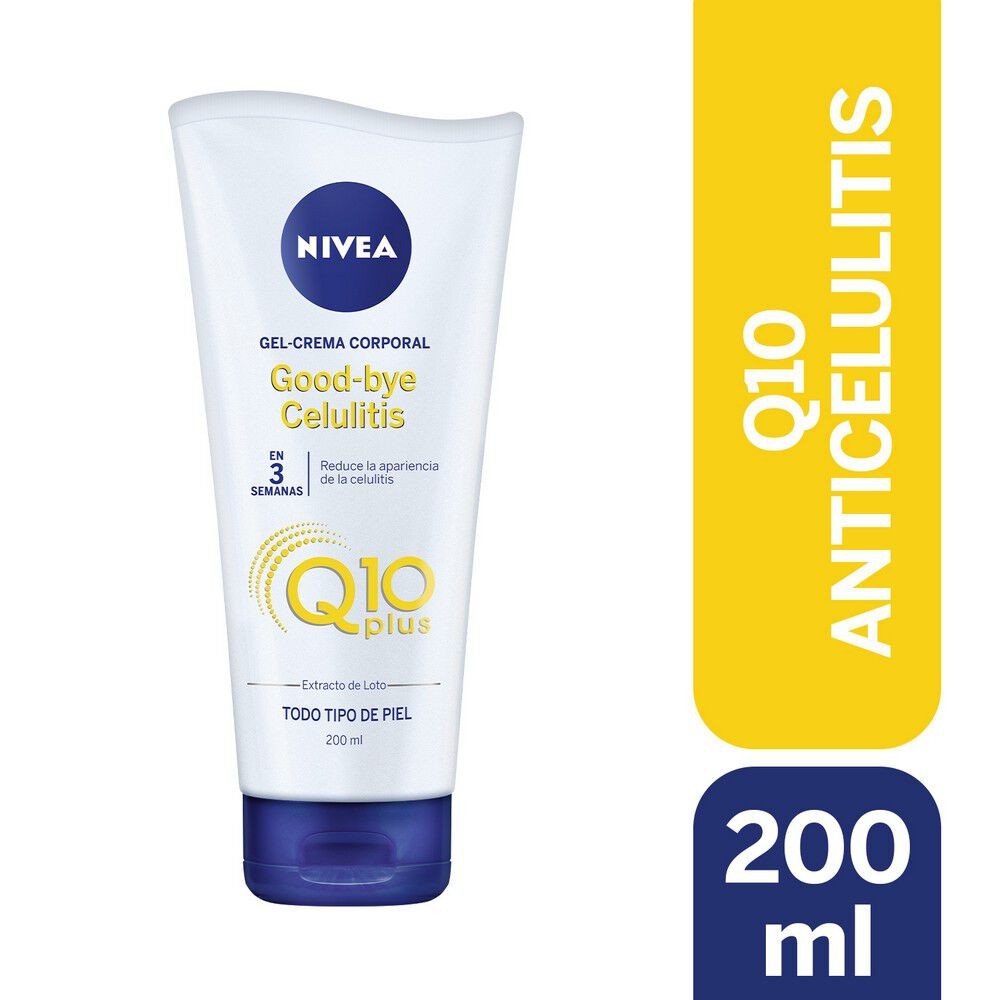 NIVEA
GEL-CREMA CORPORAL
Good-bye
Celulitis
EN
3
SEMANAS
Reduce la apariencia
de la celulitis
Q10
plus
Extracto de Loto
TODO TIPO DE PIEL
200 ml
Q10
ANTICELULITIS
200
ml